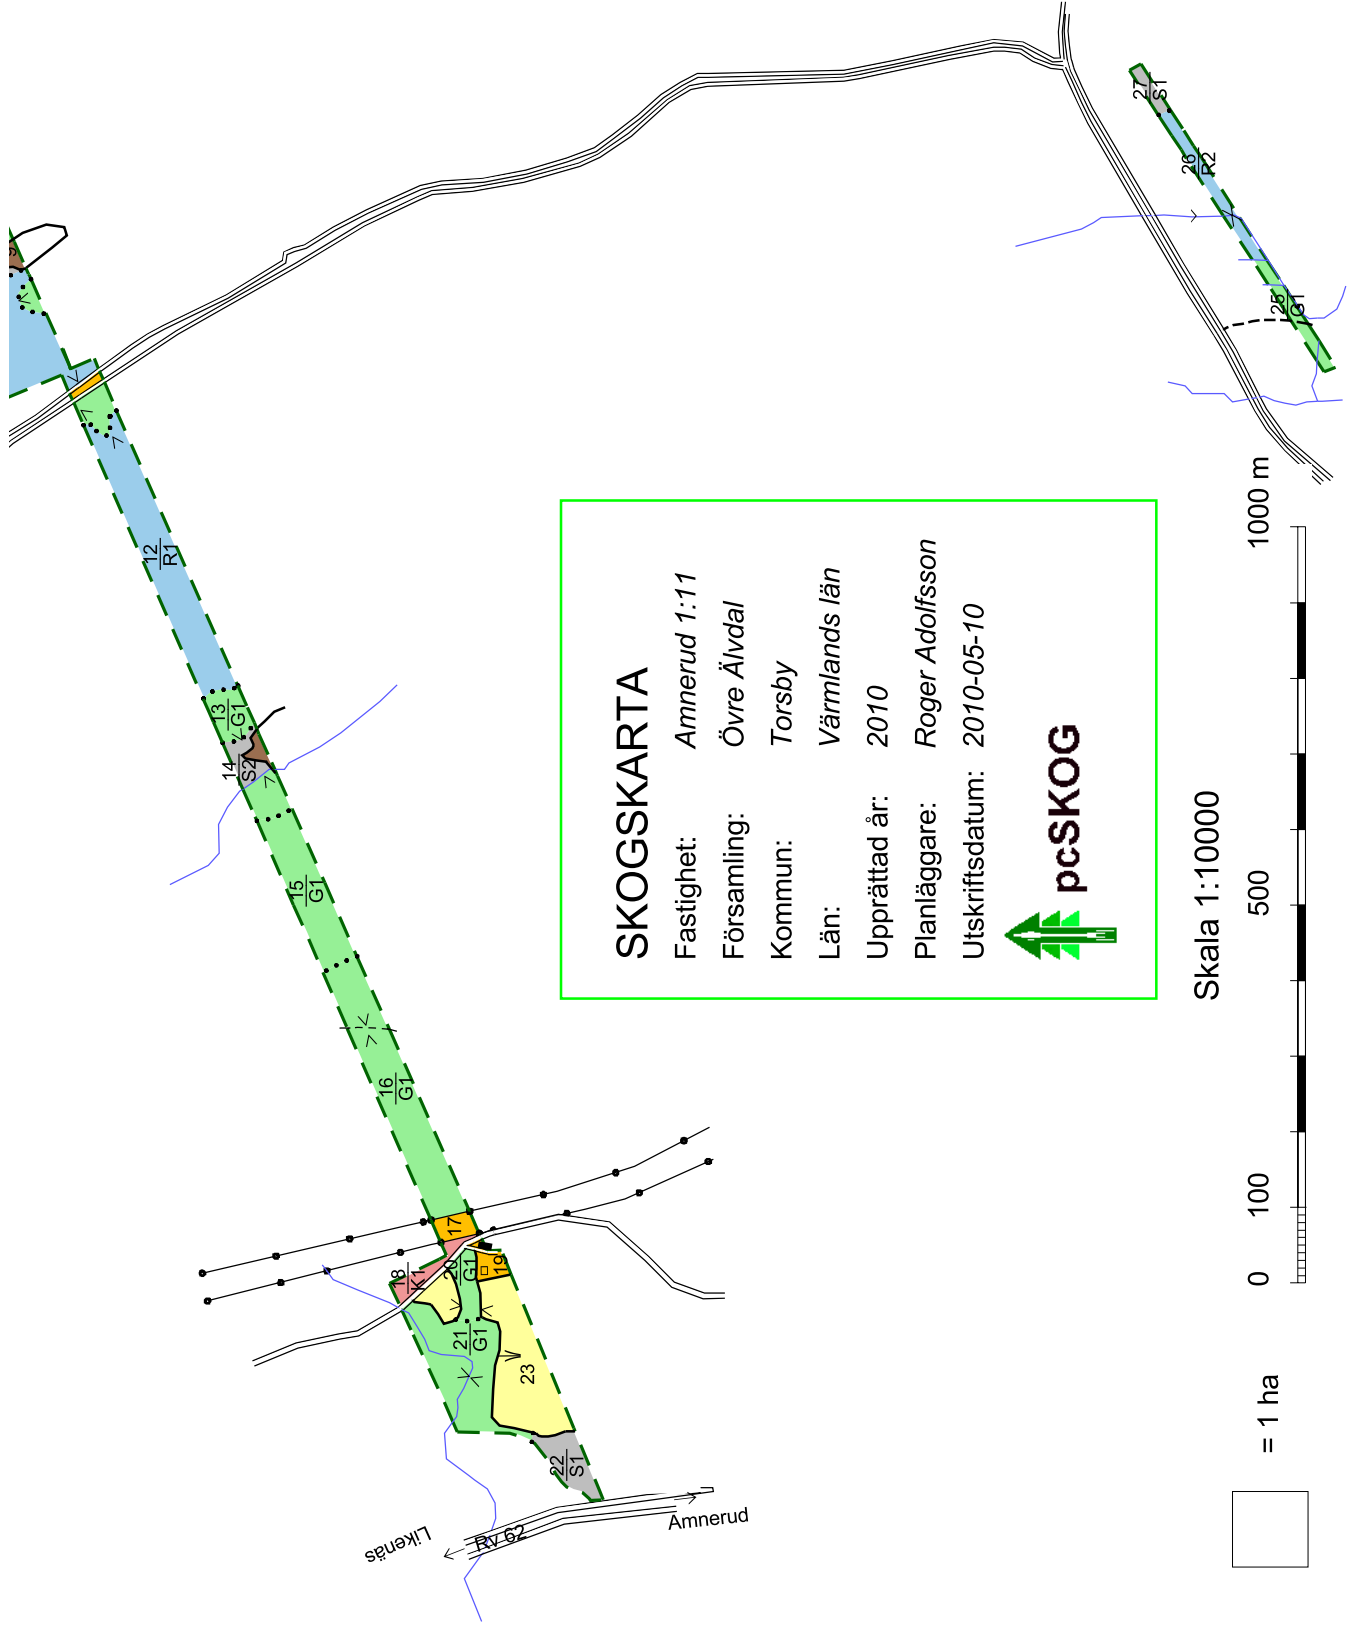 SKOGSKARTA
Fastighet: Amnerud 1:11
Församling: Övre Älvdal
Kommun: Torsby
Län: Värmlands län
Upprättad år: 2010
Planläggare: Roger Adolfsson
Utskriftsdatum: 2010-05-10
pcSKOG
Skala 1:10000
0 100 500 1000 m
= 1 ha
12
R1
13
G1
14
S2
15
G1
16
G1
17
18
K1
19
20
G1
21
G1
22
S1
23
25
G1
26
R2
27
S1
Likenäs
Rv 62
Amnerud